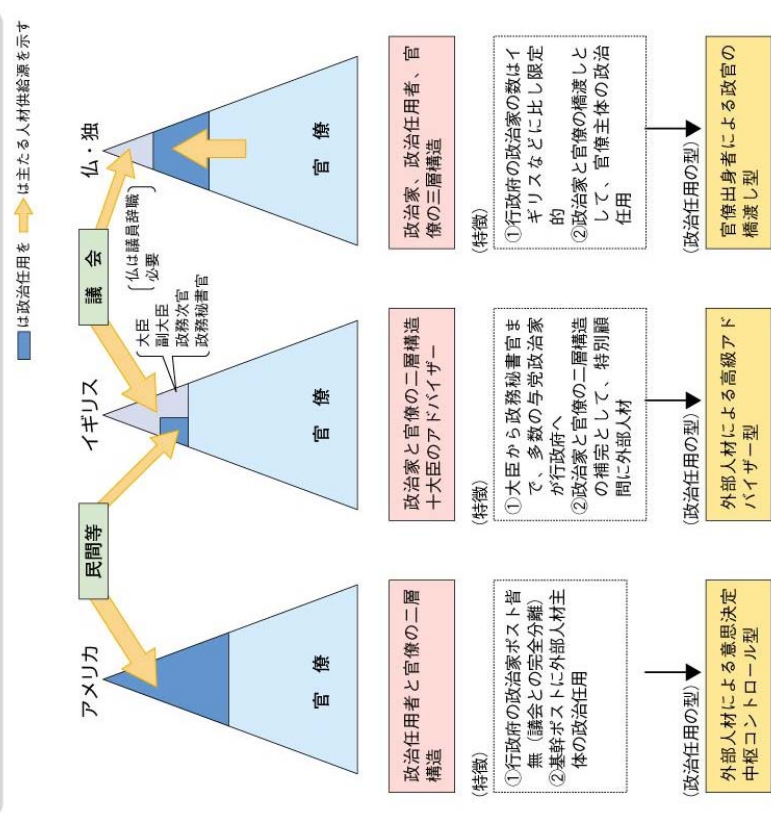 ■は政治任用を ➡は主たる人材供給源を示す
民間等
議　会
アメリカ
官　僚
政治任用者と官僚の二層
構造
(特徴)
①行政府の政治家ポスト皆
無（議会との完全分離）
②基幹ポストに外部人材主
体の政治任用
(政治任用の型)
外部人材による意思決定
中枢コントロール型
イギリス
大臣
副大臣
政務次官
政務秘書官
官　僚
政治家と官僚の二層構造
十大臣のアドバイザー
(特徴)
①大臣から政務秘書官ま
で、多数の与党政治家
が行政府へ
②政治家と官僚の二層構造
の補完として、特別顧
問に外部人材
(政治任用の型)
外部人材による高級アド
バイザー型
仏・独
仏は議員辞職
必要
官　僚
政治家、政治任用者、官
僚の三層構造
(特徴)
①行政府の政治家の数はイ
ギリスなどに比し限定
的
②政治家と官僚の橋渡しと
して、官僚主体の政治
任用
(政治任用の型)
官僚出身者による政官の
橋渡し型